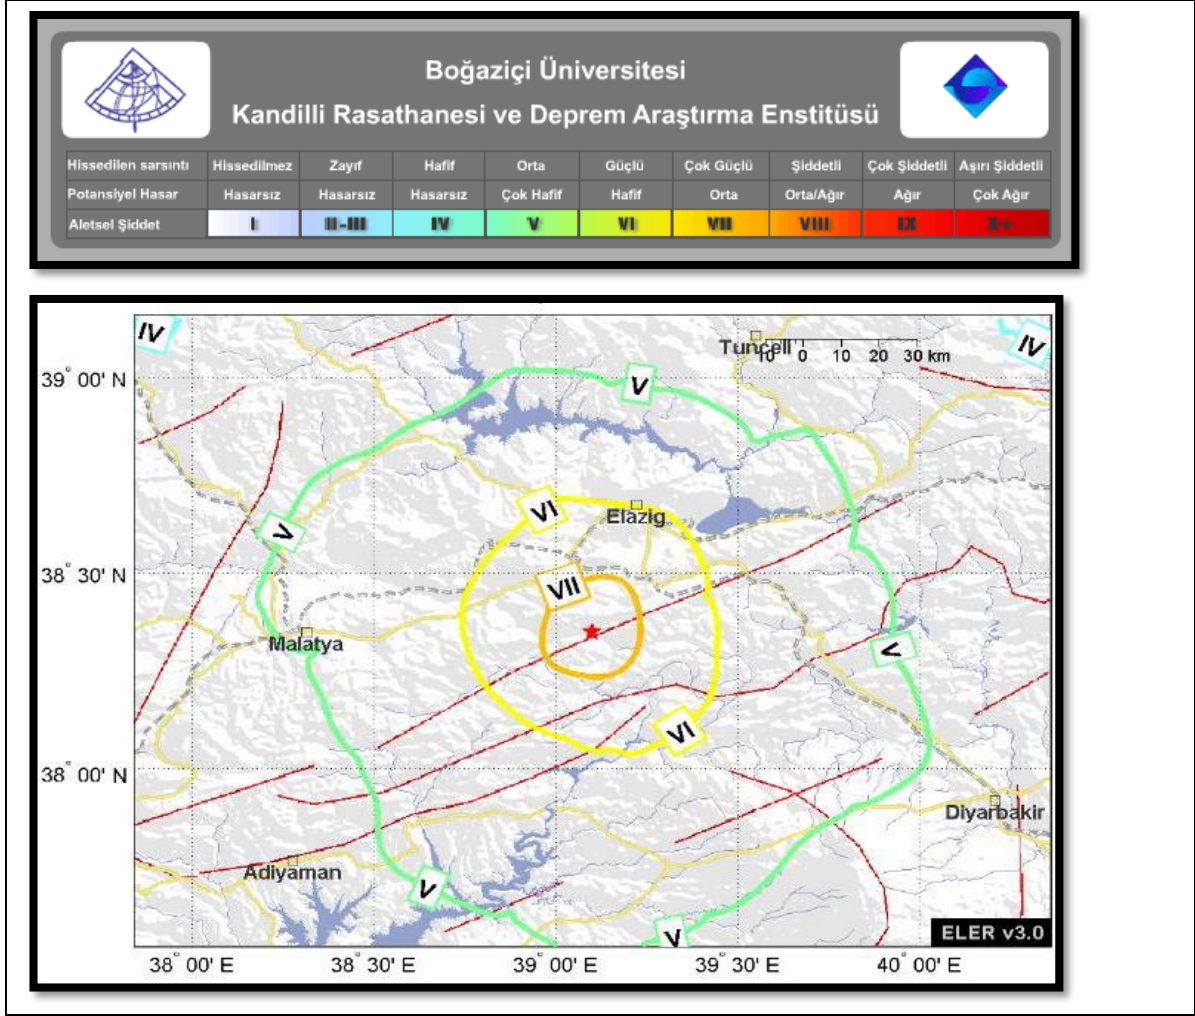 Boğaziçi Üniversitesi
Kandilli Rasathanesi ve Deprem Araştırma Enstitüsü
Hissedilen sarsıntı Hissedilmez Zayıf Hafif Orta Güçlü Çok Güçlü Şiddetli Çok Şiddetli Aşırı Şiddetli
Potansiyel Hasar Hasarsız Hasarsız Hasarsız Çok Hafif Hafif Orta Orta/Ağır Ağır Çok Ağır
Aletsel Şiddet I II-III IV V VI VII VIII IX X+
IV
Tunceli
10 0 10 20 30 km
IV
39° 00' N
V
VI
Elazig
V
38° 30' N
VII
Malatya
V
VI
38° 00' N
Diyarbakir
Adiyaman
V
V
ELER v3.0
38° 00' E 38° 30' E 39° 00' E 39° 30' E 40° 00' E